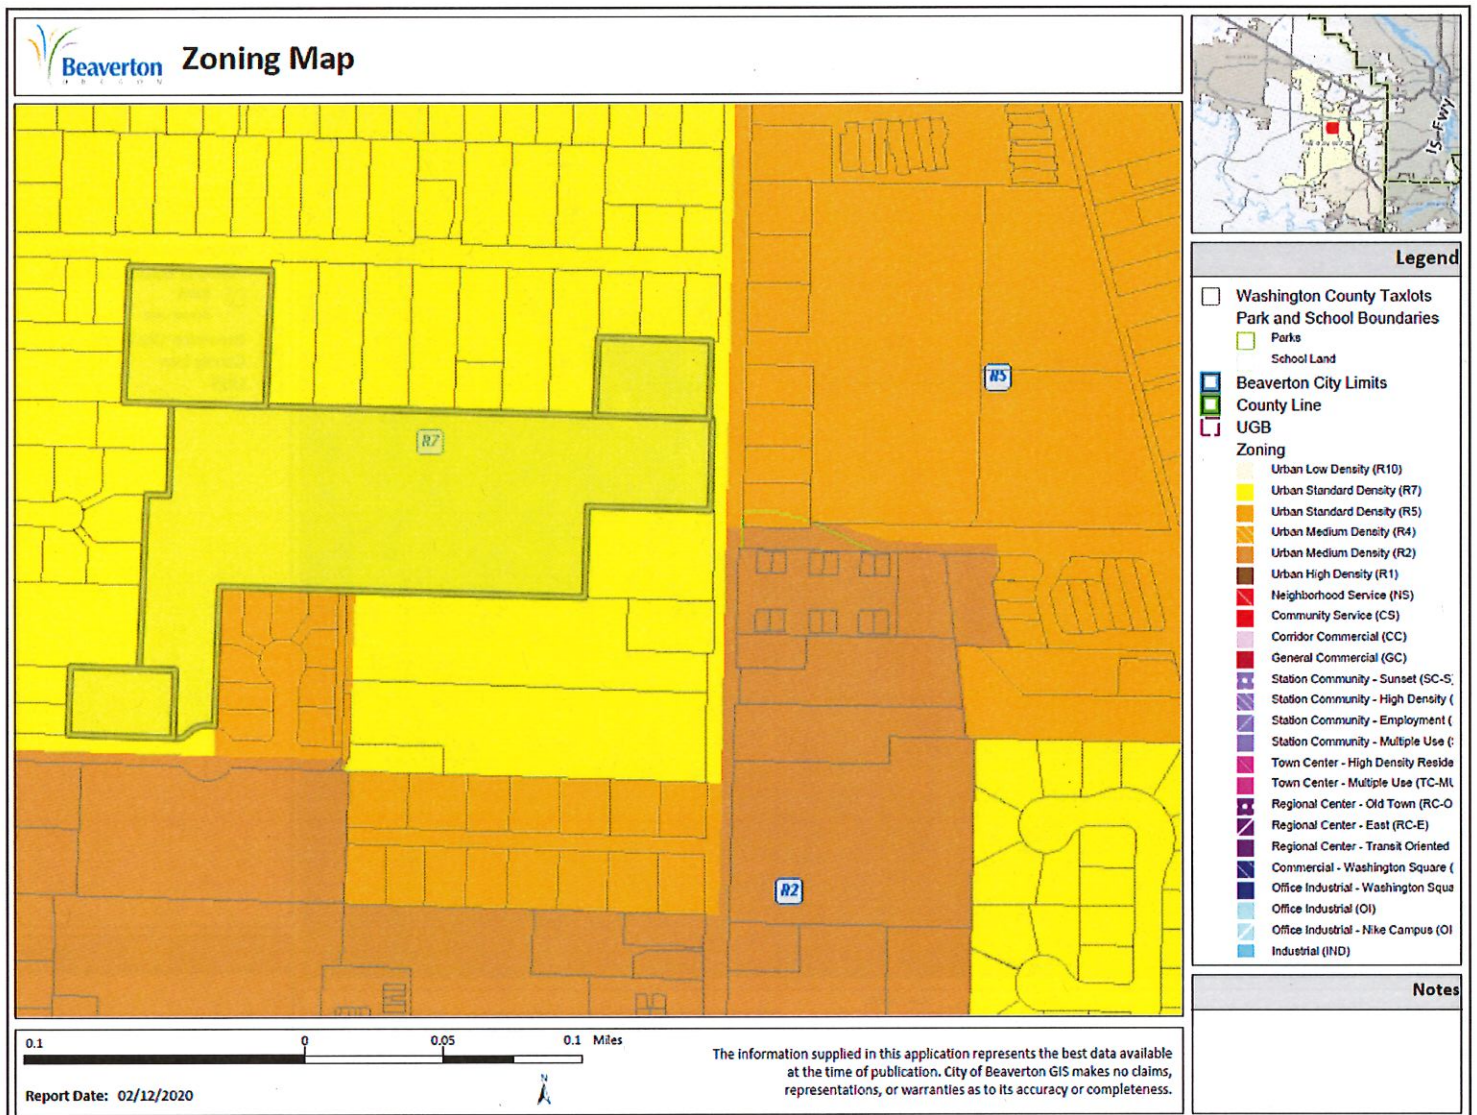 Beaverton
OREGON
Zoning Map
I5-Fwy
R7
R5
R2
Legend
Washington County Taxlots
Park and School Boundaries
Parks
School Land
Beaverton City Limits
County Line
UGB
Zoning
Urban Low Density (R10)
Urban Standard Density (R7)
Urban Standard Density (R5)
Urban Medium Density (R4)
Urban Medium Density (R2)
Urban High Density (R1)
Neighborhood Service (NS)
Community Service (CS)
Corridor Commercial (CC)
General Commercial (GC)
Station Community - Sunset (SC-S
Station Community - High Density (
Station Community - Employment (
Station Community - Multiple Use (
Town Center - High Density Reside
Town Center - Multiple Use (TC-MU
Regional Center - Old Town (RC-O
Regional Center - East (RC-E)
Regional Center - Transit Oriented
Commercial - Washington Square (
Office Industrial - Washington Squa
Office Industrial (OI)
Office Industrial - Nike Campus (OI
Industrial (IND)
Notes
0.1 0 0.05 0.1 Miles
N
Report Date: 02/12/2020
The information supplied in this application represents the best data available
at the time of publication. City of Beaverton GIS makes no claims,
representations, or warranties as to its accuracy or completeness.